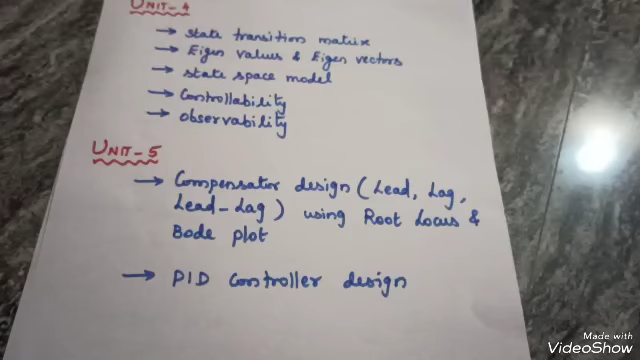 UNIT-4
→ State transition matrix
→ Eigen values & Eigen vectors
→ state space model
→ Controllability
→ observability
UNIT-5
→ Compensator design (Lead, Lag,
Lead-Lag) using Root Locus &
Bode plot
→ PID Controller design
Made with
VideoShow